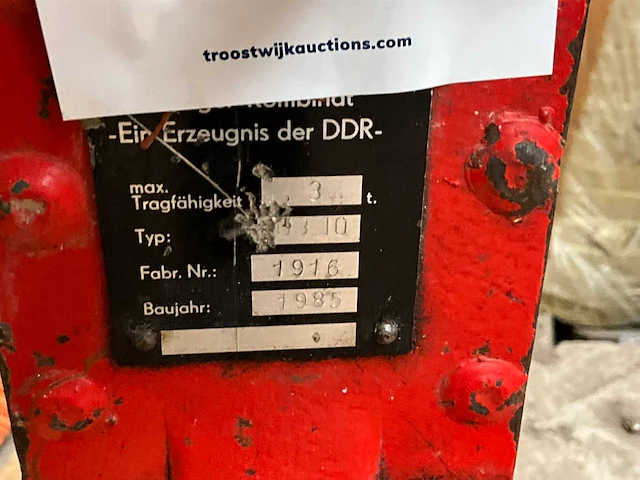 troostwijkauctions.com
-Ein Erzeugnis der DDR-
max.
Tragfähigkeit 3 t.
Typ:
Fabr. Nr.: 1916
Baujahr: 1985